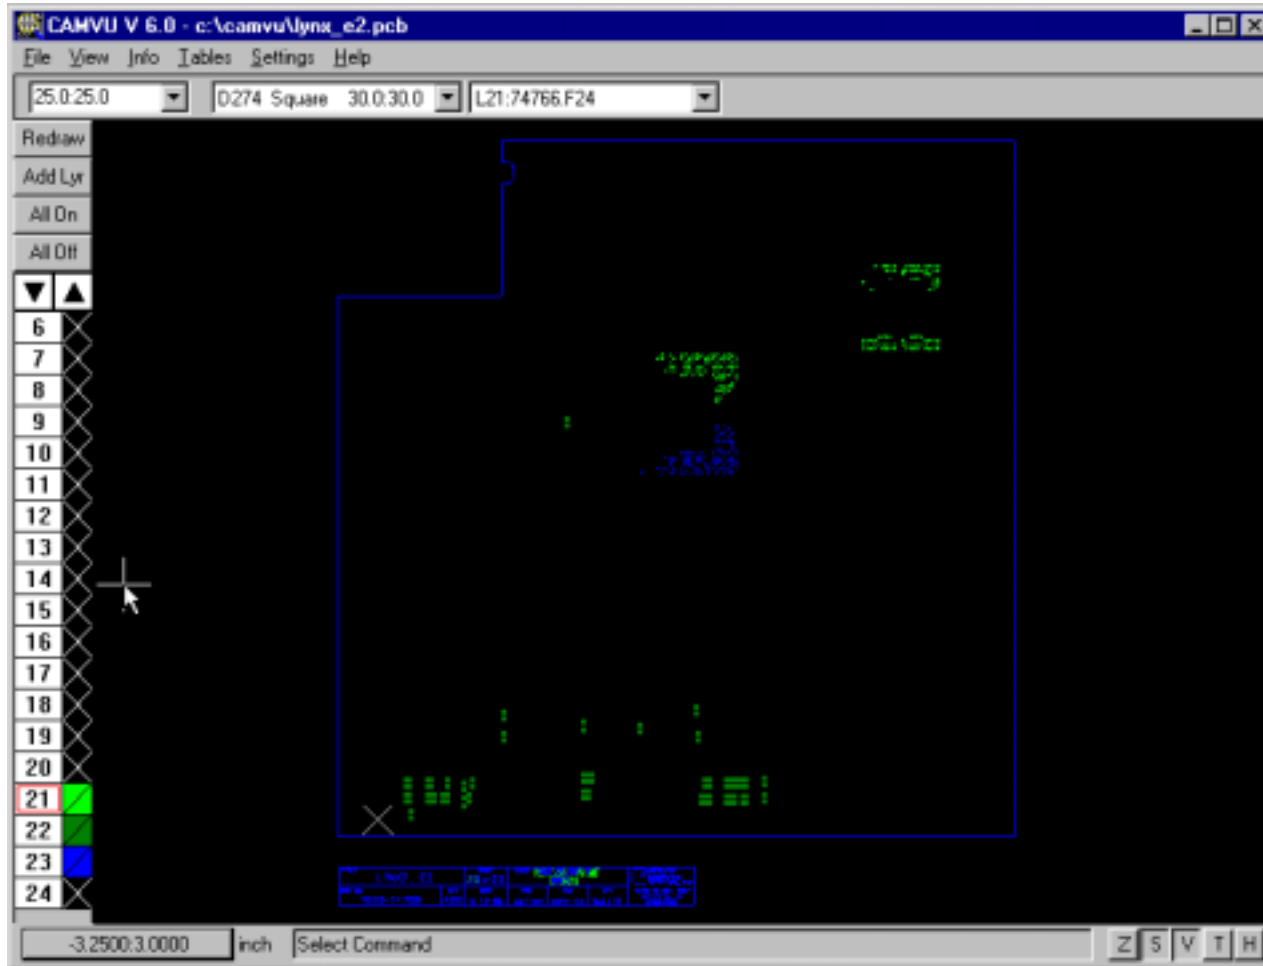 CAMVU V 6.0 - c:\camvu\lynx_e2.pcb
File View Info Tables Settings Help
25.0:25.0 D274 Square 30.0:30.0 L21:74766.F24
Redraw
Add Lyr
All On
All Off
6
7
8
9
10
11
12
13
14
15
16
17
18
19
20
21
22
23
24
-3.2500:3.0000 inch Select Command Z S V T H